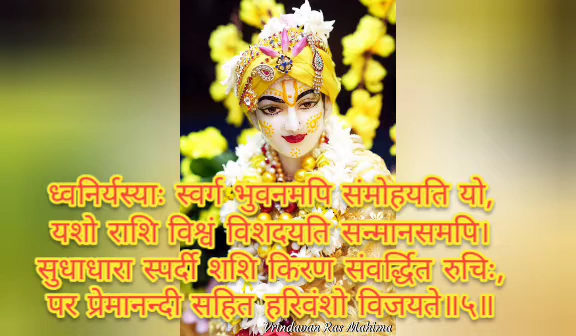 ध्वनिर्यस्याः स्वर्ग भुवनमपि संमोहयति यो,
यशो राशि विश्वं विशदयति सन्मानसमपि।
सुधाधारा स्पर्दी शशि किरण संवर्द्धित रुचिः,
पर प्रेमानन्दी सहित हरिवंशो विजयते॥५॥
Vrindavan Ras Mahima